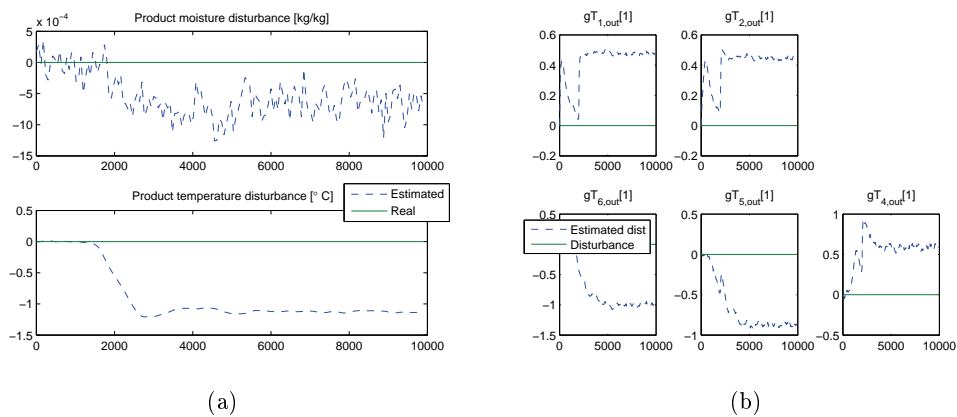 Product moisture disturbance [kg/kg]
x 10⁻⁴
5
0
−5
−10
−15
0 2000 4000 6000 8000 10000
Product temperature disturbance [° C]
Estimated
Real
0.5
0
−0.5
−1
−1.5
0 2000 4000 6000 8000 10000
(a)
gT1,out[1]
0.6
0.4
0.2
0
−0.2
0 5000 10000
gT2,out[1]
0.6
0.4
0.2
0
−0.2
0 5000 10000
gT6,out[1]
Estimated dist
Disturbance
0.5
−0.5
−1
−1.5
0 5000 10000
gT5,out[1]
0.5
0
−0.5
−1
0 5000 10000
gT4,out[1]
1
0.5
0
−0.5
0 5000 10000
(b)